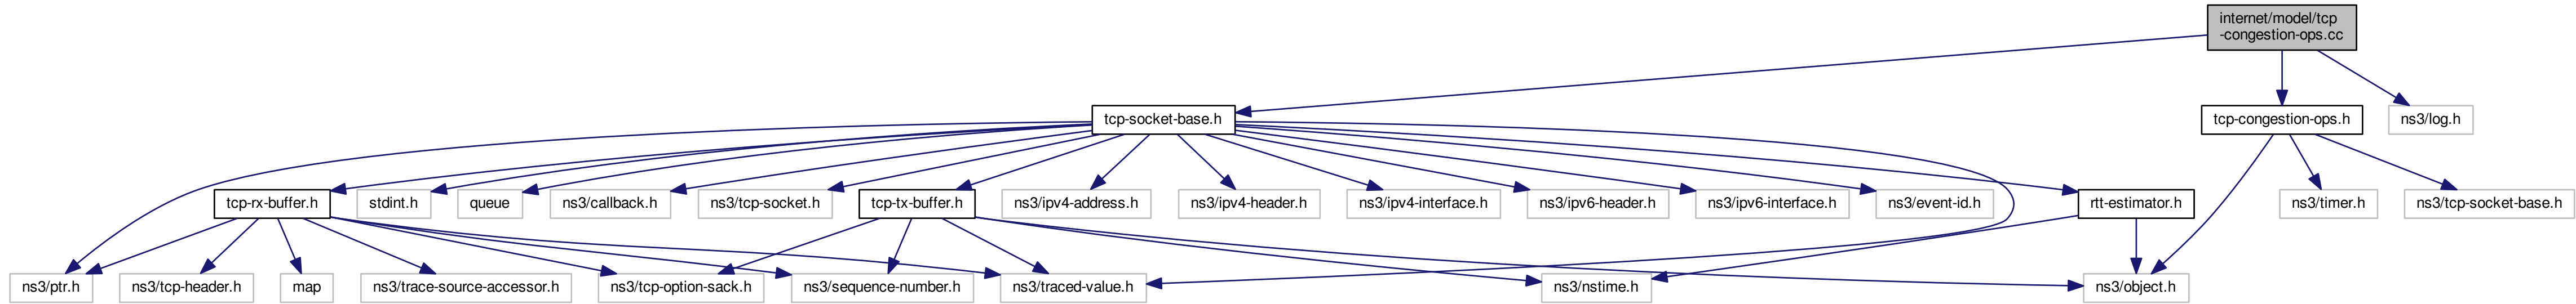 internet/model/tcp
-congestion-ops.cc
tcp-socket-base.h
tcp-congestion-ops.h
ns3/log.h
tcp-rx-buffer.h
stdint.h
queue
ns3/callback.h
ns3/tcp-socket.h
tcp-tx-buffer.h
ns3/ipv4-address.h
ns3/ipv4-header.h
ns3/ipv4-interface.h
ns3/ipv6-header.h
ns3/ipv6-interface.h
ns3/event-id.h
rtt-estimator.h
ns3/timer.h
ns3/tcp-socket-base.h
ns3/ptr.h
ns3/tcp-header.h
map
ns3/trace-source-accessor.h
ns3/tcp-option-sack.h
ns3/sequence-number.h
ns3/traced-value.h
ns3/nstime.h
ns3/object.h